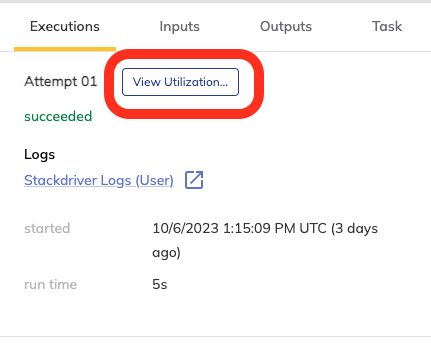 Executions Inputs Outputs Task
Attempt 01 View Utilization...
succeeded
Logs
Stackdriver Logs (User)
started 10/6/2023 1:15:09 PM UTC (3 days
ago)
run time 5s